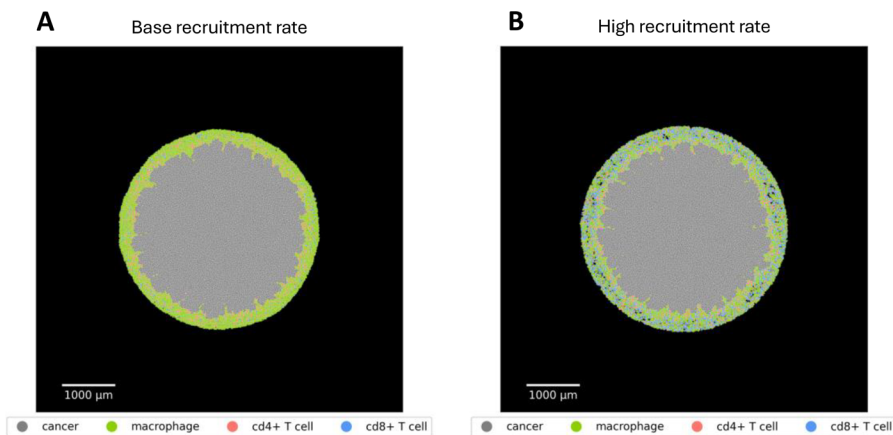 A
Base recruitment rate
1000 μm
cancer macrophage cd4+ T cell cd8+ T cell
B
High recruitment rate
1000 μm
cancer macrophage cd4+ T cell cd8+ T cell